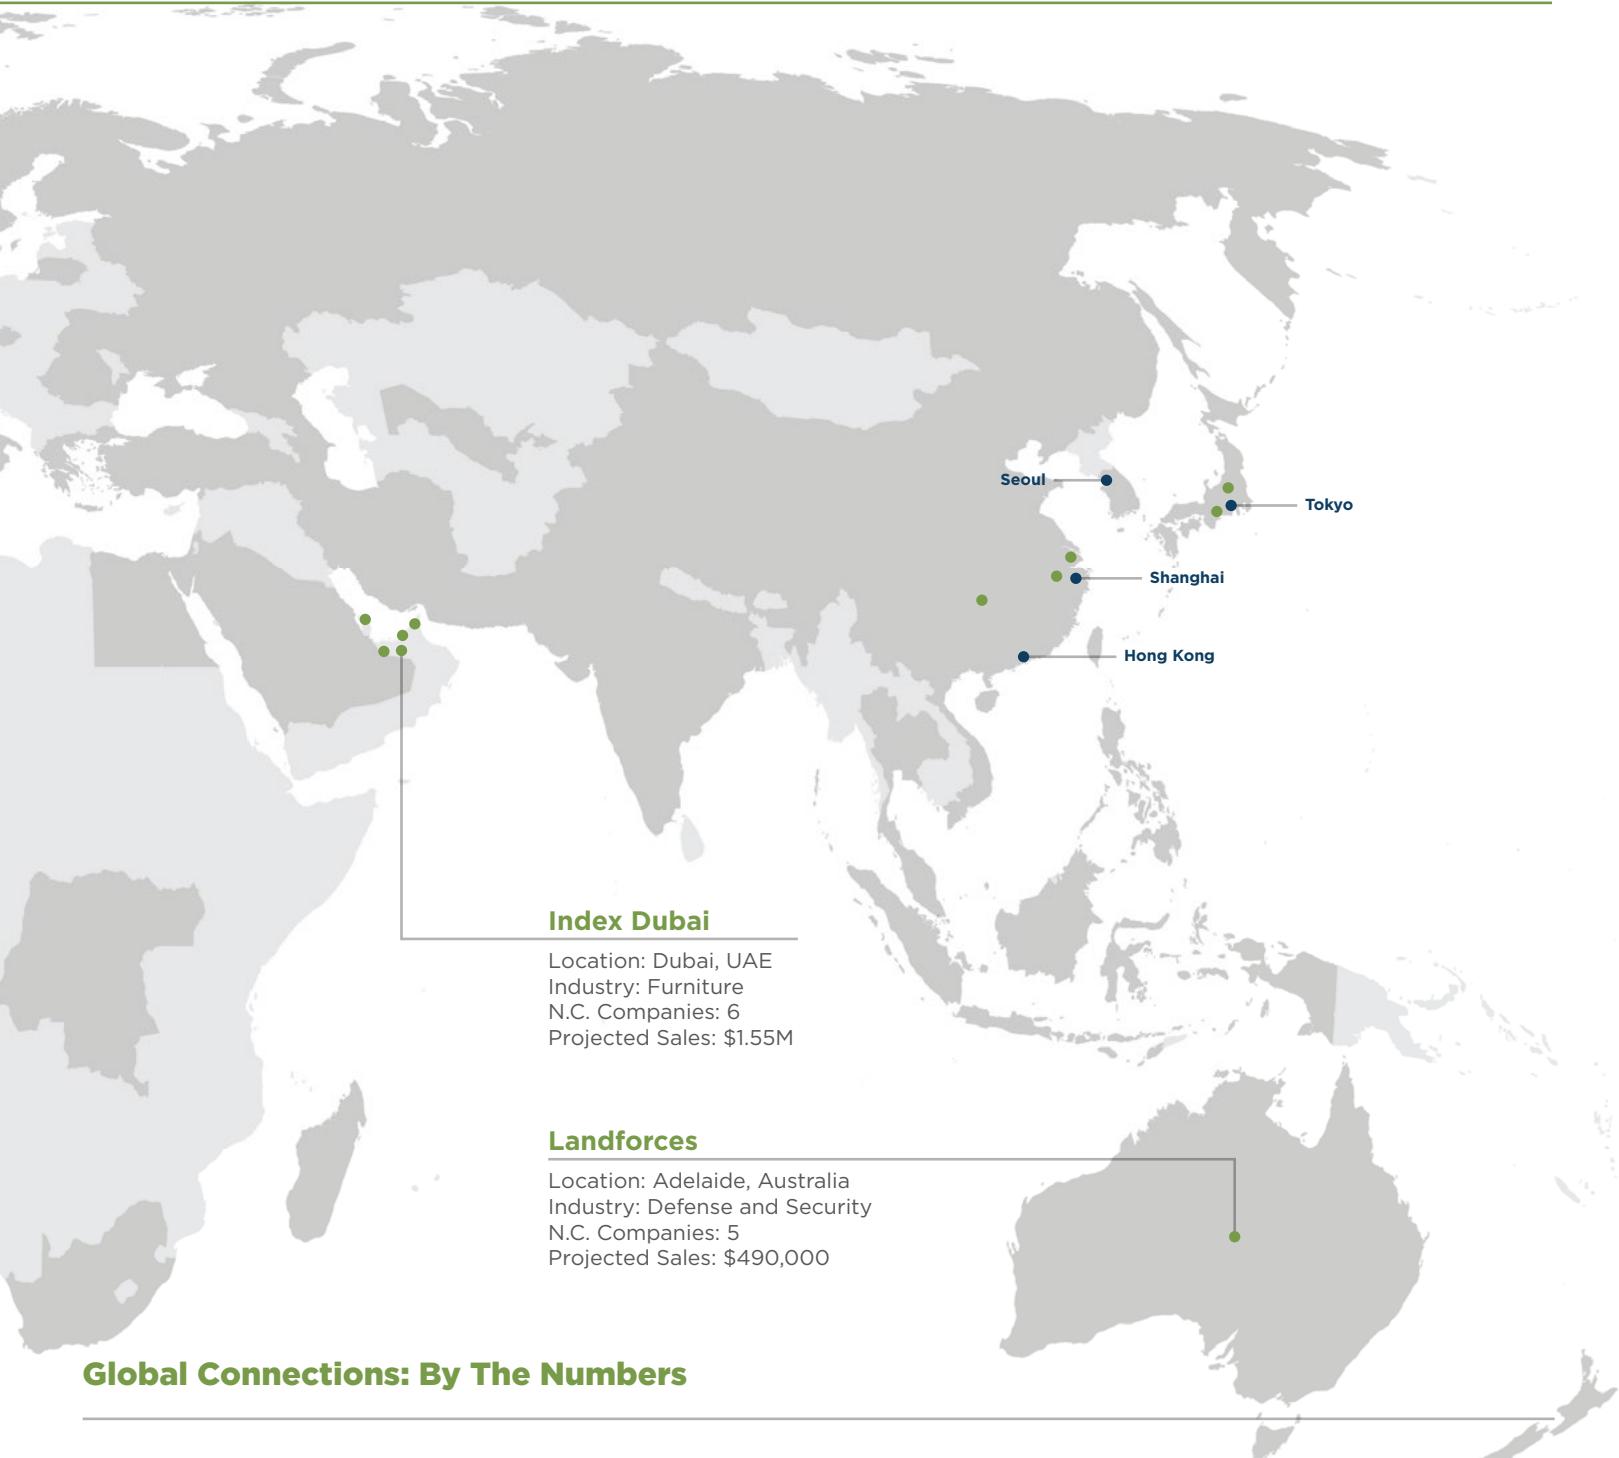 Seoul
Tokyo
Shanghai
Hong Kong
Index Dubai
Location: Dubai, UAE
Industry: Furniture
N.C. Companies: 6
Projected Sales: $1.55M
Landforces
Location: Adelaide, Australia
Industry: Defense and Security
N.C. Companies: 5
Projected Sales: $490,000
Global Connections: By The Numbers